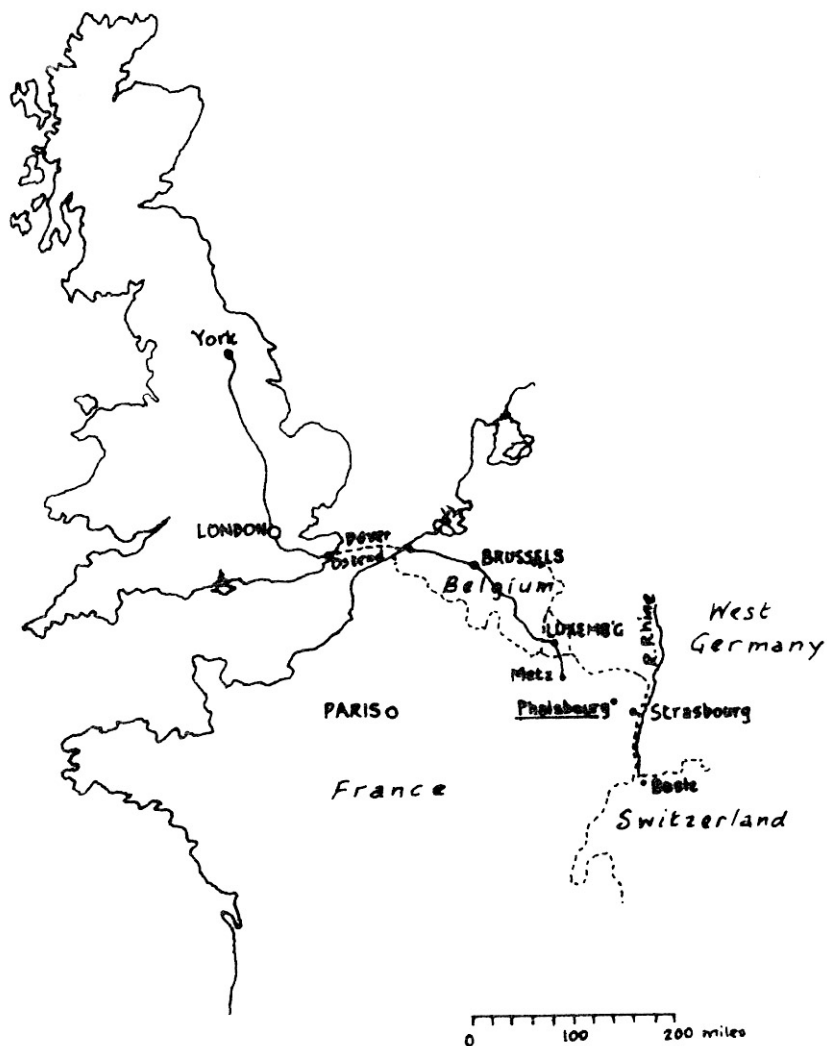 York
LONDON
Dover
Ostend
BRUSSELS
Belgium
LUXEMB'G
R. Rhine
West
Germany
Metz
PARIS
Phalsbourg
Strasbourg
France
Basle
Switzerland
0 100 200 miles